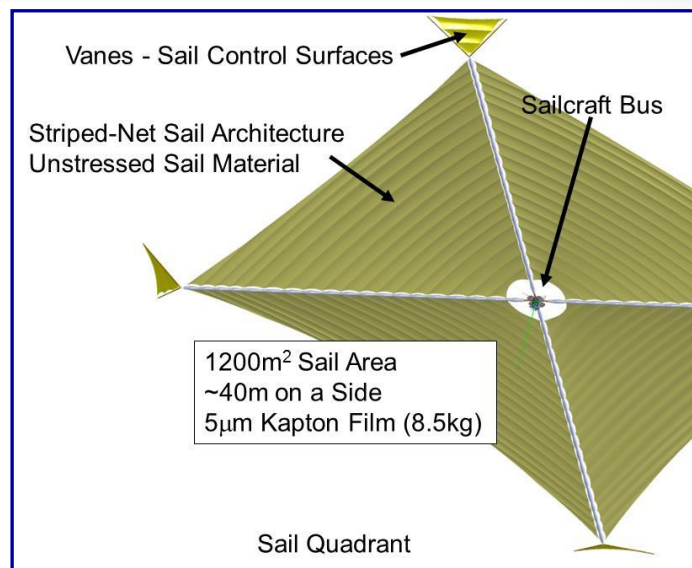 Vanes - Sail Control Surfaces
Sailcraft Bus
Striped-Net Sail Architecture
Unstressed Sail Material
1200m² Sail Area
~40m on a Side
5μm Kapton Film (8.5kg)
Sail Quadrant